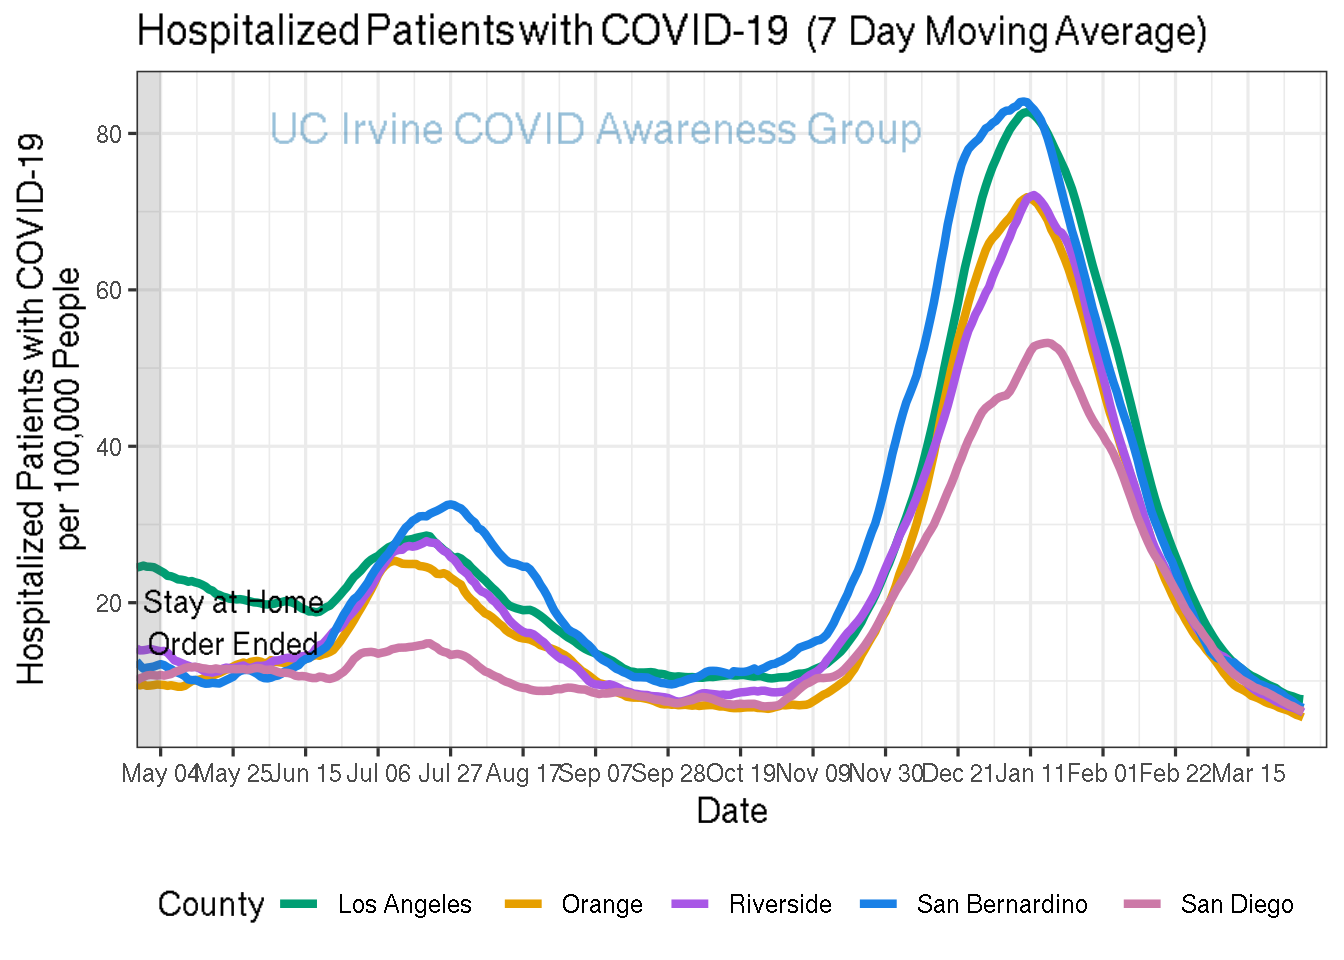 Hospitalized Patients with COVID-19 (7 Day Moving Average)
UC Irvine COVID Awareness Group
Hospitalized Patients with COVID-19
per 100,000 People
80
60
40
20
Stay at Home
Order Ended
May 04 May 25 Jun 15 Jul 06 Jul 27 Aug 17 Sep 07 Sep 28 Oct 19 Nov 09 Nov 30 Dec 21 Jan 11 Feb 01 Feb 22 Mar 15
Date
County Los Angeles Orange Riverside San Bernardino San Diego